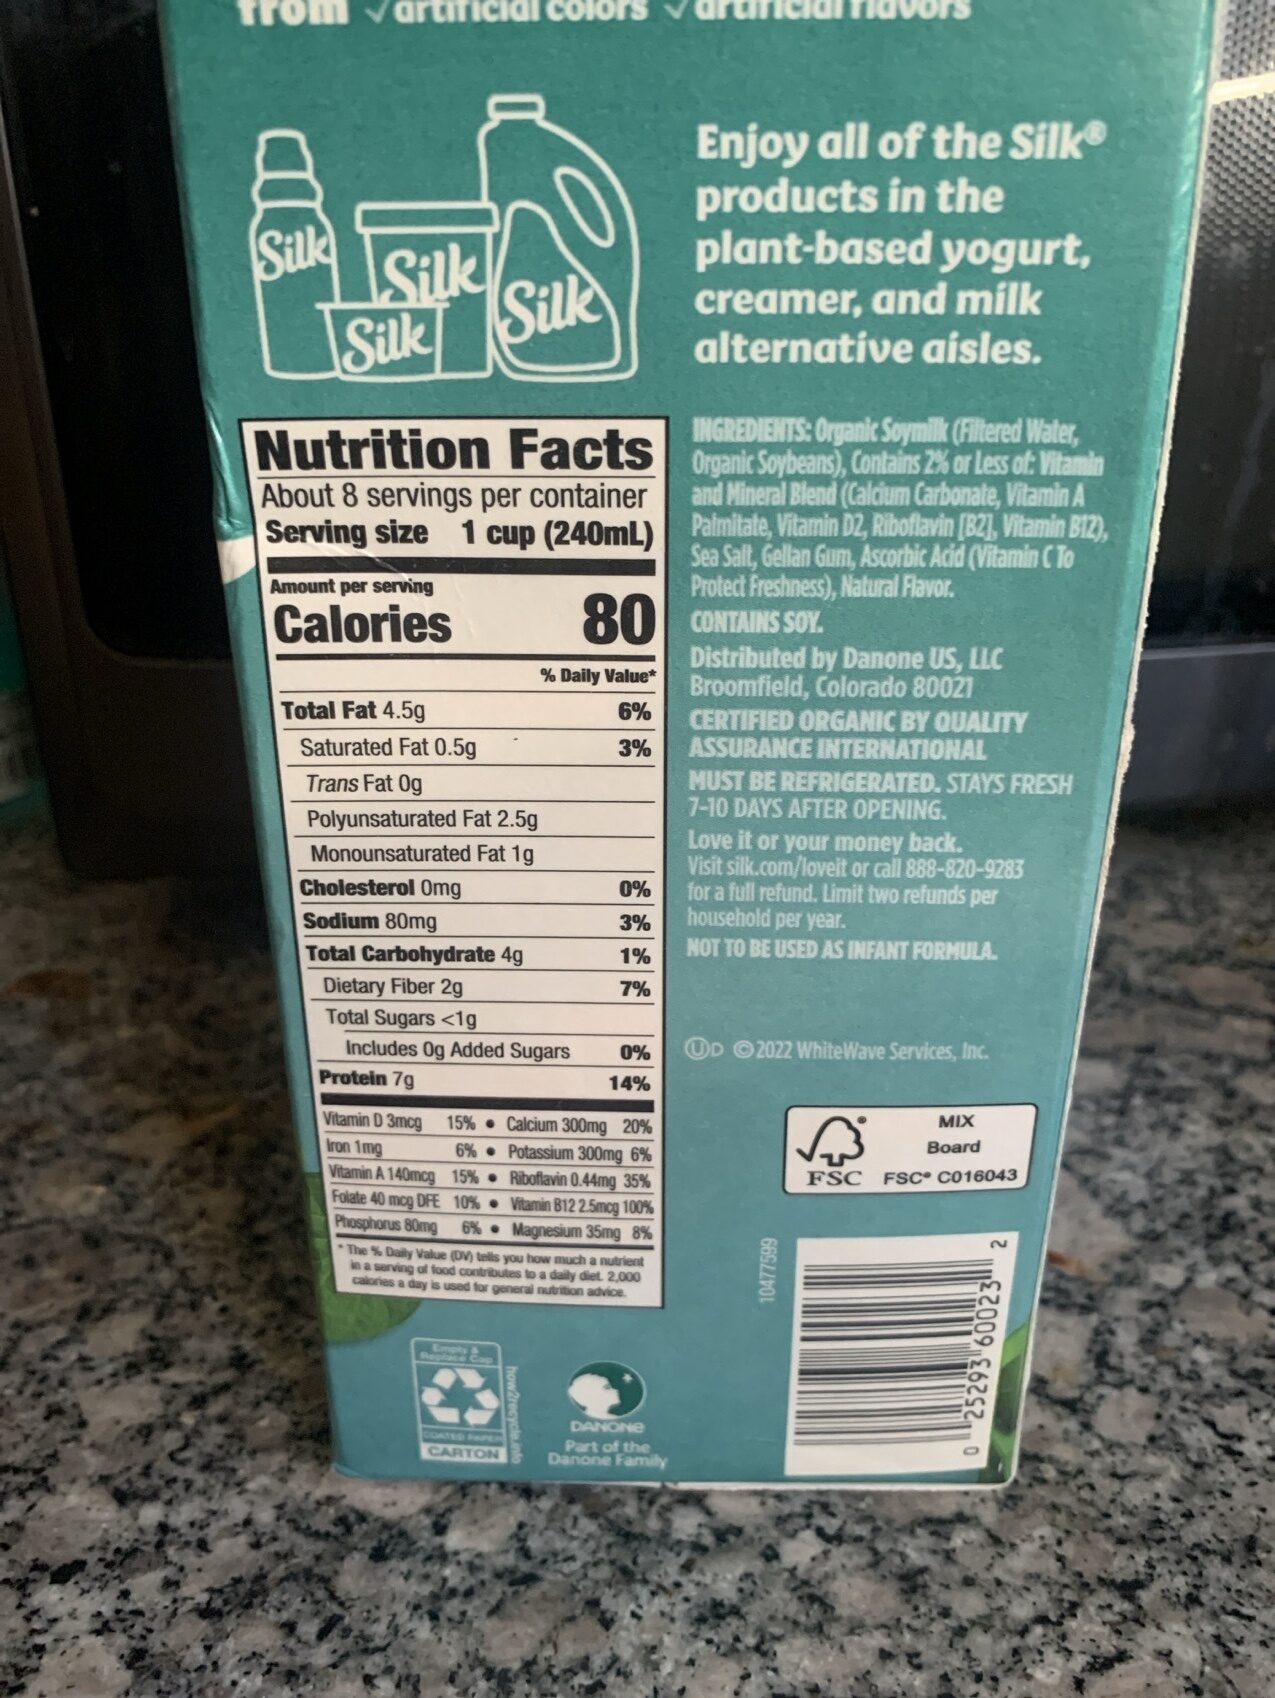 from ✓artificial colors ✓artificial flavors
Silk
Silk
Silk
Silk
Enjoy all of the Silk®
products in the
plant-based yogurt,
creamer, and milk
alternative aisles.
Nutrition Facts
About 8 servings per container
Serving size 1 cup (240mL)
Amount per serving
Calories 80
% Daily Value*
Total Fat 4.5g 6%
Saturated Fat 0.5g 3%
Trans Fat 0g
Polyunsaturated Fat 2.5g
Monounsaturated Fat 1g
Cholesterol 0mg 0%
Sodium 80mg 3%
Total Carbohydrate 4g 1%
Dietary Fiber 2g 7%
Total Sugars <1g
Includes 0g Added Sugars 0%
Protein 7g 14%
Vitamin D 3mcg 15% • Calcium 300mg 20%
Iron 1mg 6% • Potassium 300mg 6%
Vitamin A 140mcg 15% • Riboflavin 0.44mg 35%
Folate 40 mcg DFE 10% • Vitamin B12 2.5mcg 100%
Phosphorus 80mg 6% • Magnesium 35mg 8%
* The % Daily Value (DV) tells you how much a nutrient
in a serving of food contributes to a daily diet. 2,000
calories a day is used for general nutrition advice.
INGREDIENTS: Organic Soymilk (Filtered Water,
Organic Soybeans), Contains 2% or Less of: Vitamin
and Mineral Blend (Calcium Carbonate, Vitamin A
Palmitate, Vitamin D2, Riboflavin [B2], Vitamin B12),
Sea Salt, Gellan Gum, Ascorbic Acid (Vitamin C To
Protect Freshness), Natural Flavor.
CONTAINS SOY.
Distributed by Danone US, LLC
Broomfield, Colorado 80021
CERTIFIED ORGANIC BY QUALITY
ASSURANCE INTERNATIONAL
MUST BE REFRIGERATED. STAYS FRESH
7-10 DAYS AFTER OPENING.
Love it or your money back.
Visit silk.com/loveit or call 888-820-9283
for a full refund. Limit two refunds per
household per year.
NOT TO BE USED AS INFANT FORMULA.
ⓊD ©2022 WhiteWave Services, Inc.
FSC
MIX
Board
FSC® C016043
10477599
0 25293 60023 2
Empty &
Replace Cap
COATED PAPER
CARTON
how2recycle.info
DANONE
Part of the
Danone Family